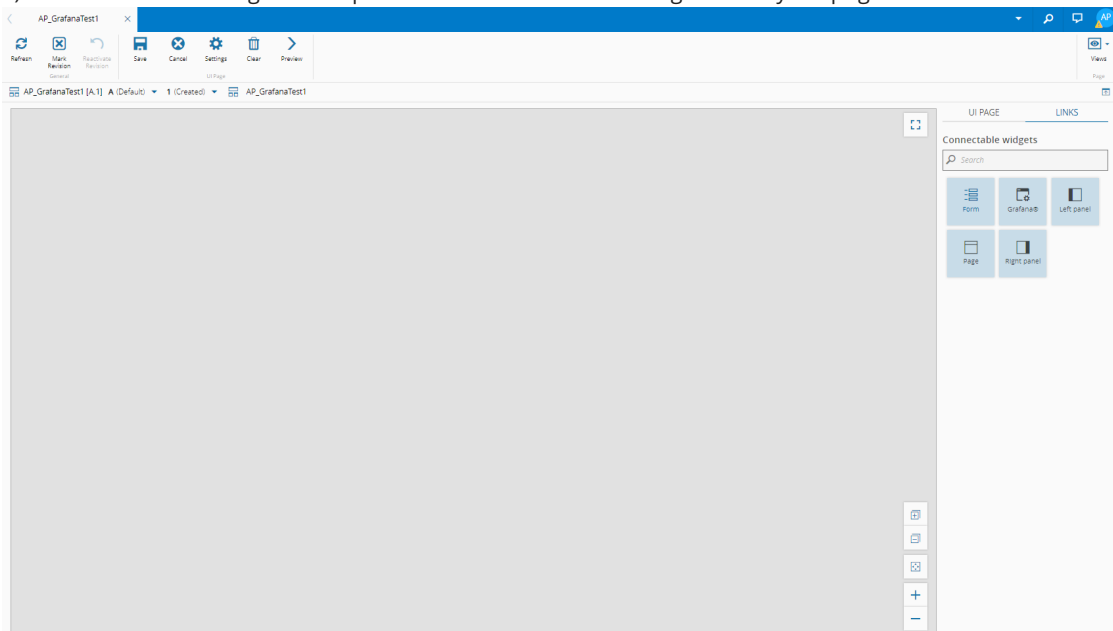 AP_GrafanaTest1
AP
Refresh
Mark Revision
Reactivate Revision
Save
Cancel
Settings
Clear
Preview
Views
General
UI Page
Page
AP_GrafanaTest1 [A.1] A (Default) 1 (Created) AP_GrafanaTest1
UI PAGE LINKS
Connectable widgets
Search
Form Grafana® Left panel
Page Right panel